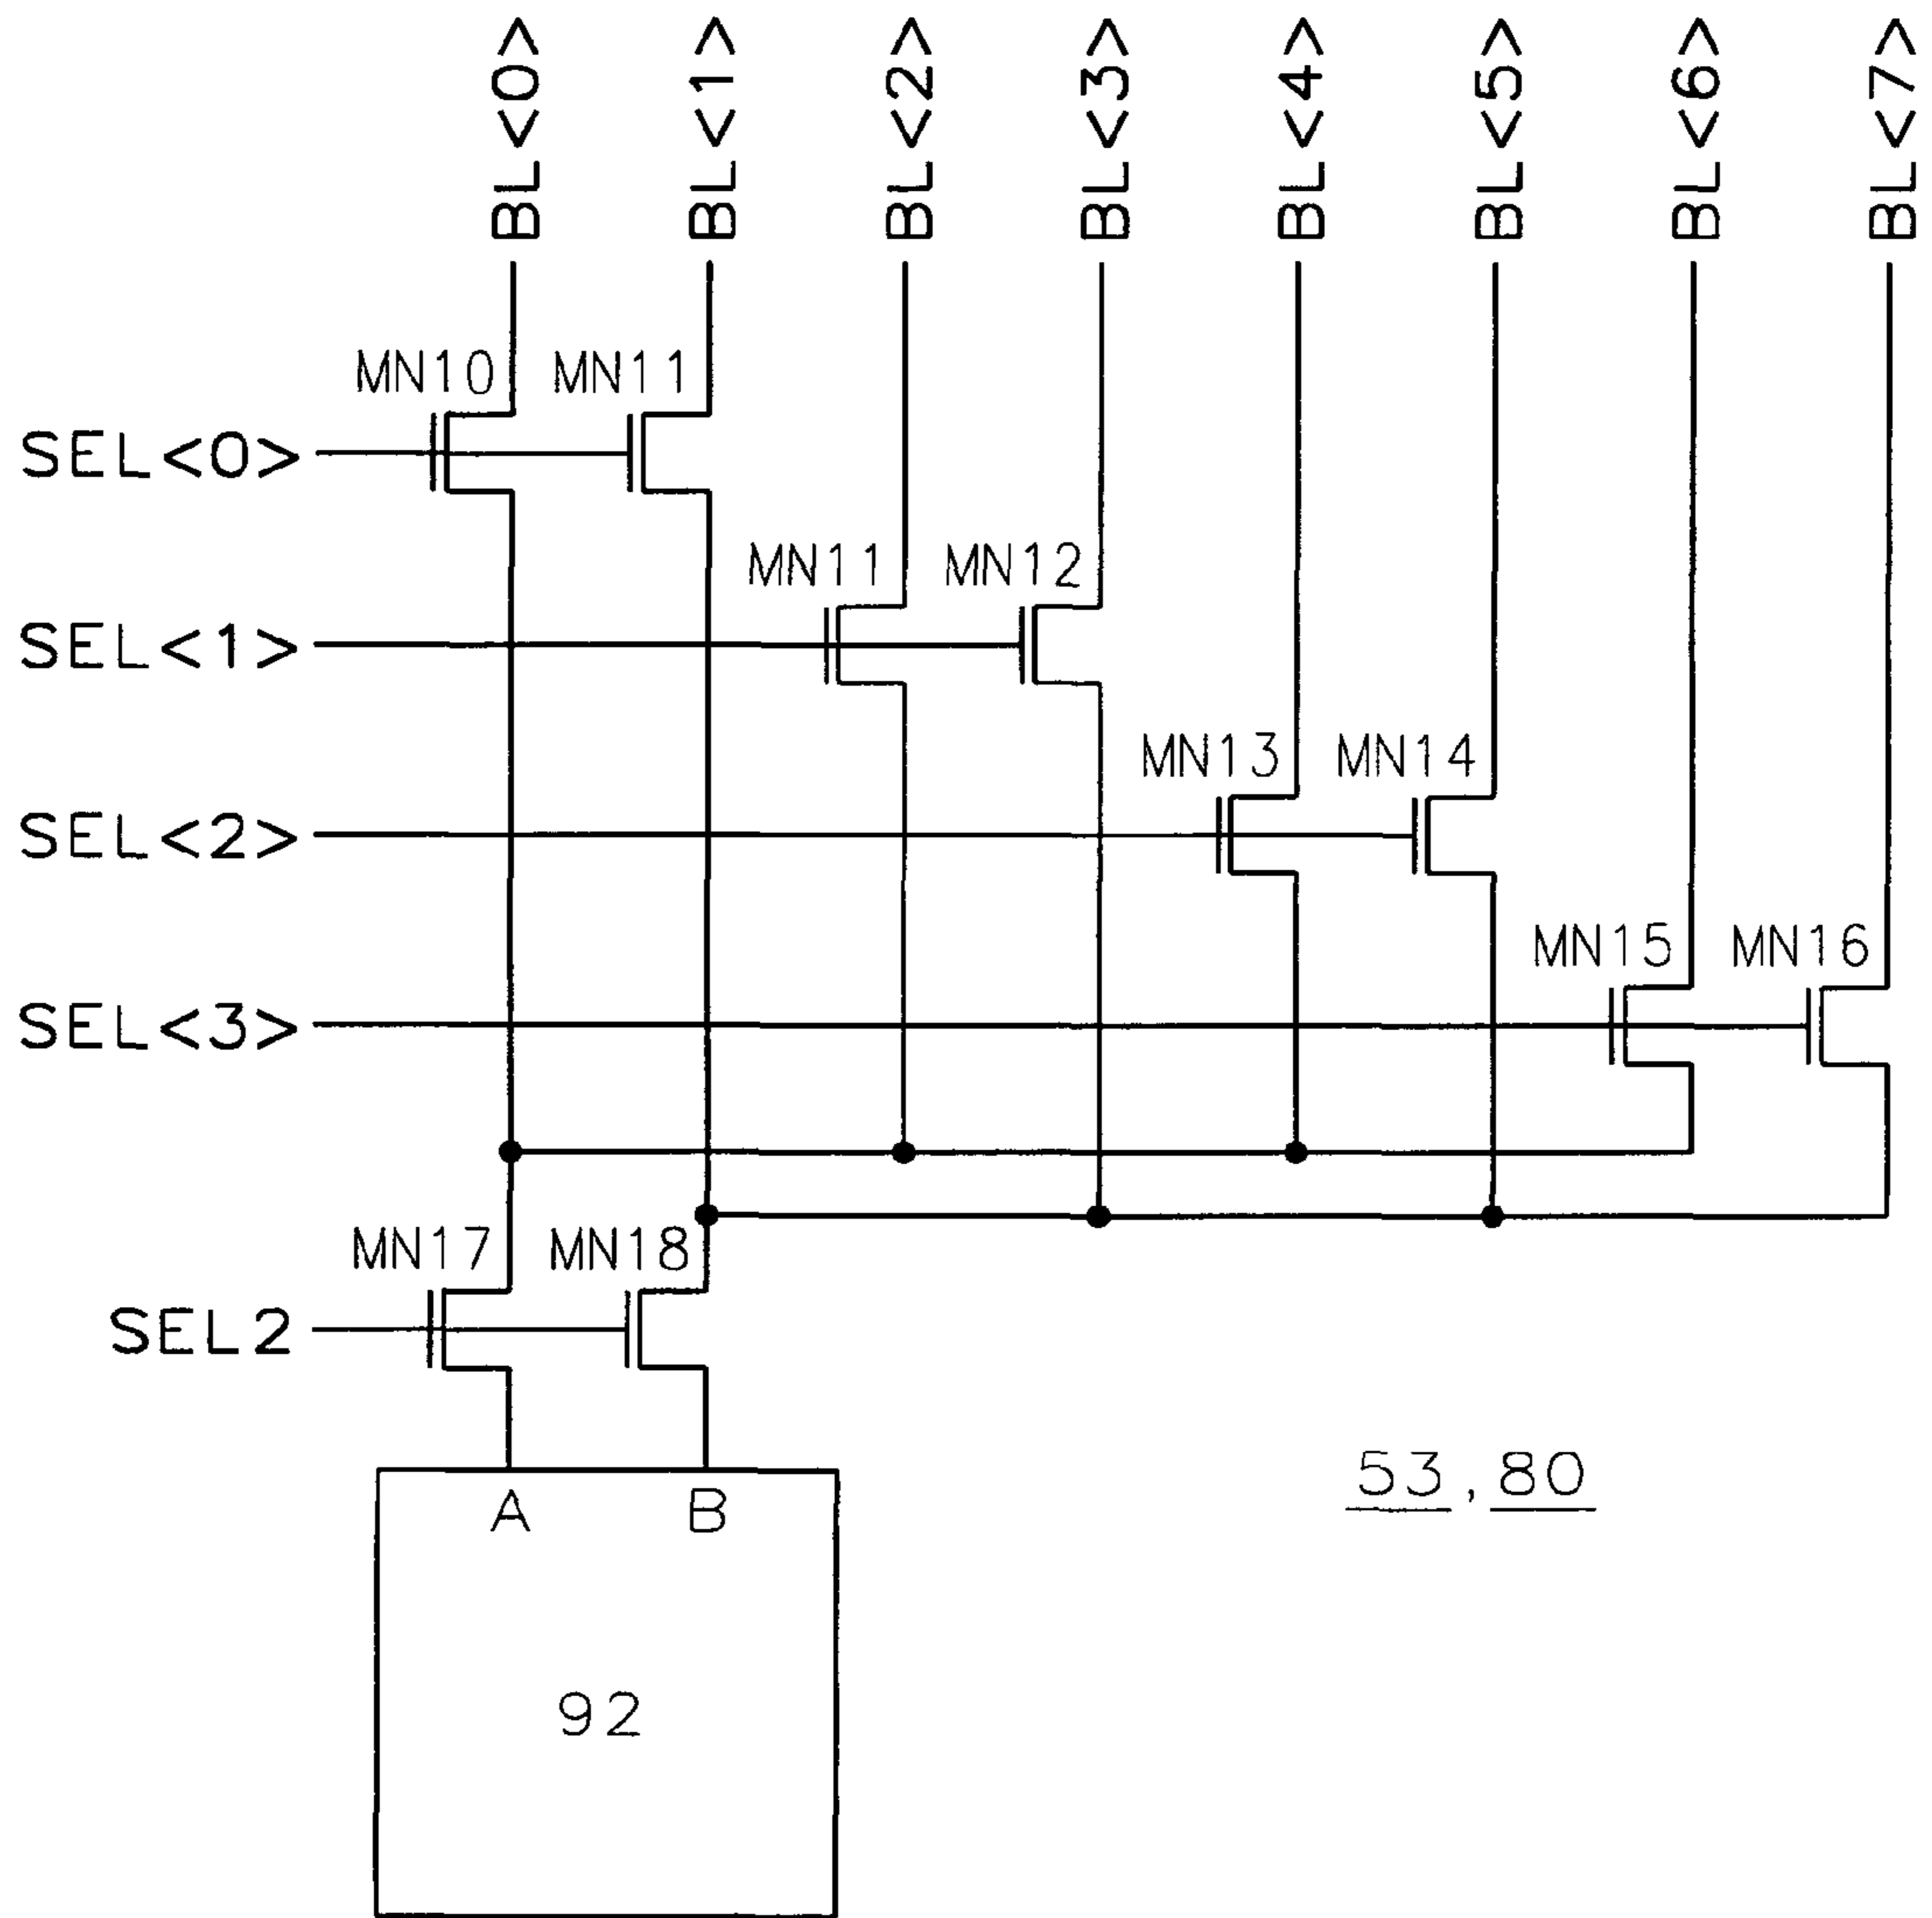 BL<0>
BL<1>
BL<2>
BL<3>
BL<4>
BL<5>
BL<6>
BL<7>
MN10 MN11
SEL<0>
MN11 MN12
SEL<1>
MN13 MN14
SEL<2>
MN15 MN16
SEL<3>
MN17 MN18
SEL2
A B
53,80
92